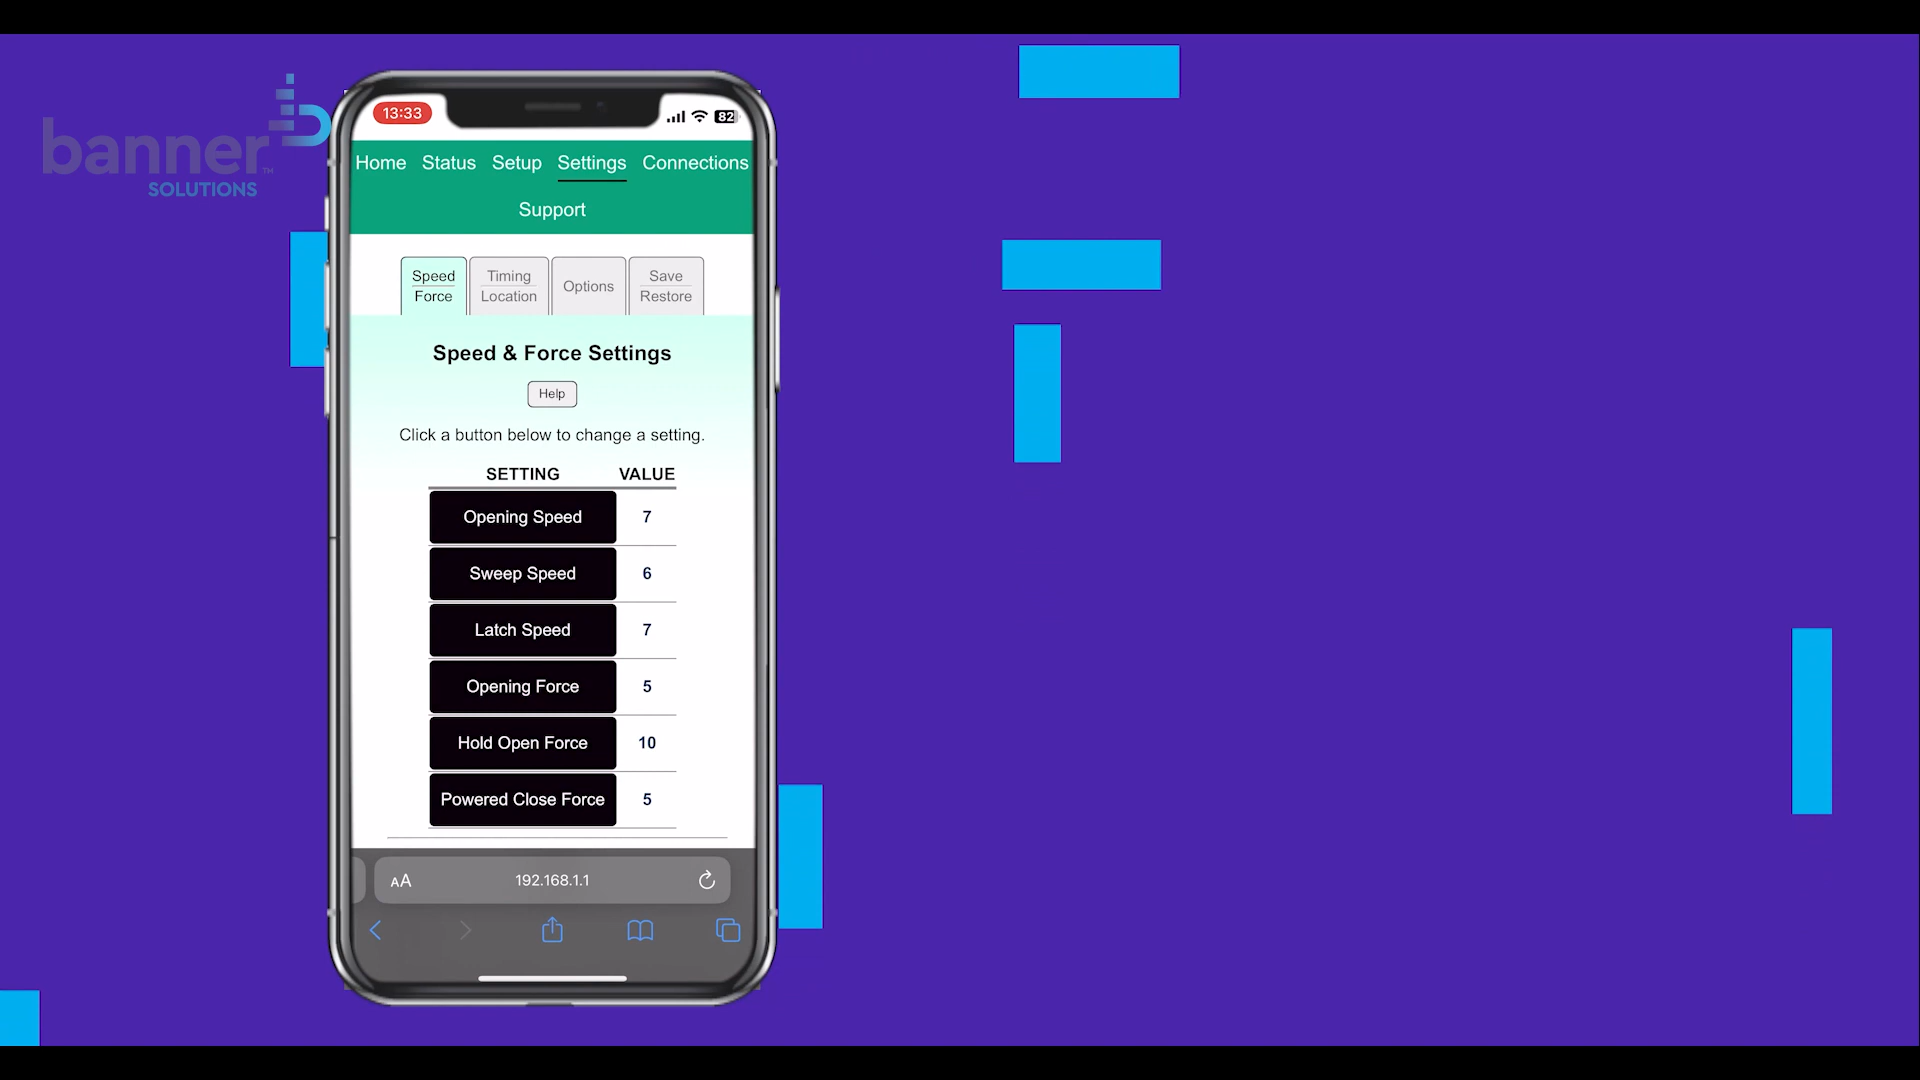 banner™
SOLUTIONS
13:33
82
Home Status Setup Settings Connections
Support
Speed
Force
Timing
Location
Options
Save
Restore
Speed & Force Settings
Help
Click a button below to change a setting.
SETTING VALUE
Opening Speed 7
Sweep Speed 6
Latch Speed 7
Opening Force 5
Hold Open Force 10
Powered Close Force 5
AA 192.168.1.1